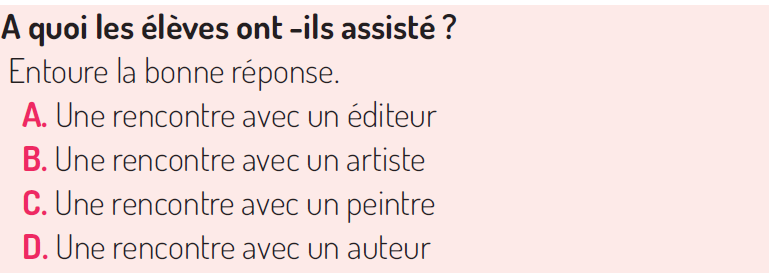 A quoi les élèves ont -ils assisté ?
Entoure la bonne réponse.
A. Une rencontre avec un éditeur
B. Une rencontre avec un artiste
C. Une rencontre avec un peintre
D. Une rencontre avec un auteur